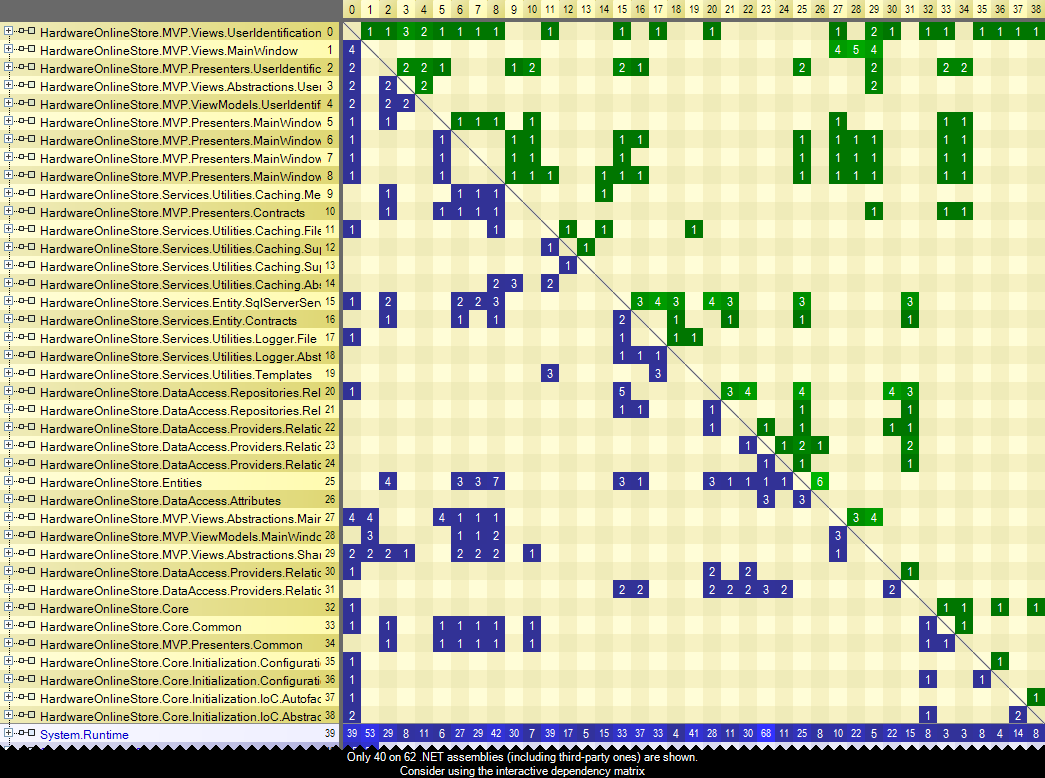 0 1 2 3 4 5 6 7 8 9 10 11 12 13 14 15 16 17 18 19 20 21 22 23 24 25 26 27 28 29 30 31 32 33 34 35 36 37 38
HardwareOnlineStore.MVP.Views.UserIdentification 0 1 1 3 2 1 1 1 1 1 1 1 1 1 2 1 1 1 1 1 1 1
HardwareOnlineStore.MVP.Views.MainWindow 1 4 4 5 4
HardwareOnlineStore.MVP.Presenters.UserIdentific 2 2 2 2 1 1 2 2 1 2 2 2 2
HardwareOnlineStore.MVP.Views.Abstractions.User 3 2 2 4 2
HardwareOnlineStore.MVP.ViewModels.UserIdentif 4 2 2 3
HardwareOnlineStore.MVP.Presenters.MainWindow 5 1 1 1 1 1 1 1 1 1
HardwareOnlineStore.MVP.Presenters.MainWindow 6 1 1 1 1 1 1 1 1 1 1 1 1
HardwareOnlineStore.MVP.Presenters.MainWindow 7 1 1 1 1 1 1 1 1 1 1 1
HardwareOnlineStore.MVP.Presenters.MainWindow 8 1 1 1 1 1 1 1 1 1 1 1 1 1 1
HardwareOnlineStore.Services.Utilities.Caching.Me 9 1 1 1 1 1
HardwareOnlineStore.MVP.Presenters.Contracts 10 1 1 1 1 1 1 1 1
HardwareOnlineStore.Services.Utilities.Caching.File 11 1 1 1 1 1
HardwareOnlineStore.Services.Utilities.Caching.Su 12 1 1
HardwareOnlineStore.Services.Utilities.Caching.Su 13 1
HardwareOnlineStore.Services.Utilities.Caching.Abs 14 2 3 2
HardwareOnlineStore.Services.Entity.SqlServerServ 15 1 2 2 2 3 3 4 3 4 3 3 3
HardwareOnlineStore.Services.Entity.Contracts 16 1 1 1 2 1 1 1 1
HardwareOnlineStore.Services.Utilities.Logger.File 17 1 1 1 1
HardwareOnlineStore.Services.Utilities.Logger.Abst 18 1 1 1
HardwareOnlineStore.Services.Utilities.Templates 19 3 3
HardwareOnlineStore.DataAccess.Repositories.Rel 20 1 5 3 4 4 4 3
HardwareOnlineStore.DataAccess.Repositories.Rel 21 1 1 1 1 1
HardwareOnlineStore.DataAccess.Providers.Relatic 22 1 1 1 1 1
HardwareOnlineStore.DataAccess.Providers.Relatic 23 1 1 2 1 2
HardwareOnlineStore.DataAccess.Providers.Relatic 24 1 1 1
HardwareOnlineStore.Entities 25 4 3 3 7 3 1 3 1 1 1 1 6
HardwareOnlineStore.DataAccess.Attributes 26 3 3
HardwareOnlineStore.MVP.Views.Abstractions.Main 27 4 4 4 1 1 1 3 4
HardwareOnlineStore.MVP.ViewModels.MainWindo 28 3 1 1 2 3
HardwareOnlineStore.MVP.Views.Abstractions.Sha 29 2 2 2 1 2 2 2 1 1
HardwareOnlineStore.DataAccess.Providers.Relatic 30 1 2 2 1
HardwareOnlineStore.DataAccess.Providers.Relatic 31 2 2 2 2 2 3 2 2
HardwareOnlineStore.Core 32 1 1 1 1 1
HardwareOnlineStore.Core.Common 33 1 1 1 1 1 1 1 1 1
HardwareOnlineStore.MVP.Presenters.Common 34 1 1 1 1 1 1 1 1
HardwareOnlineStore.Core.Initialization.Configurati 35 1 1
HardwareOnlineStore.Core.Initialization.Configurati 36 1 1 1
HardwareOnlineStore.Core.Initialization.IoC.Autofac 37 1 1
HardwareOnlineStore.Core.Initialization.IoC.Abstrac 38 2 1 2
System.Runtime 39 39 53 29 8 11 6 27 29 42 30 7 39 17 5 15 33 37 33 4 41 28 11 30 68 11 8 8 10 22 5 22 15 8 3 3 8 4 14 8
Only 40 on 62 .NET assemblies (including third-party ones) are shown.
Consider using the interactive dependency matrix